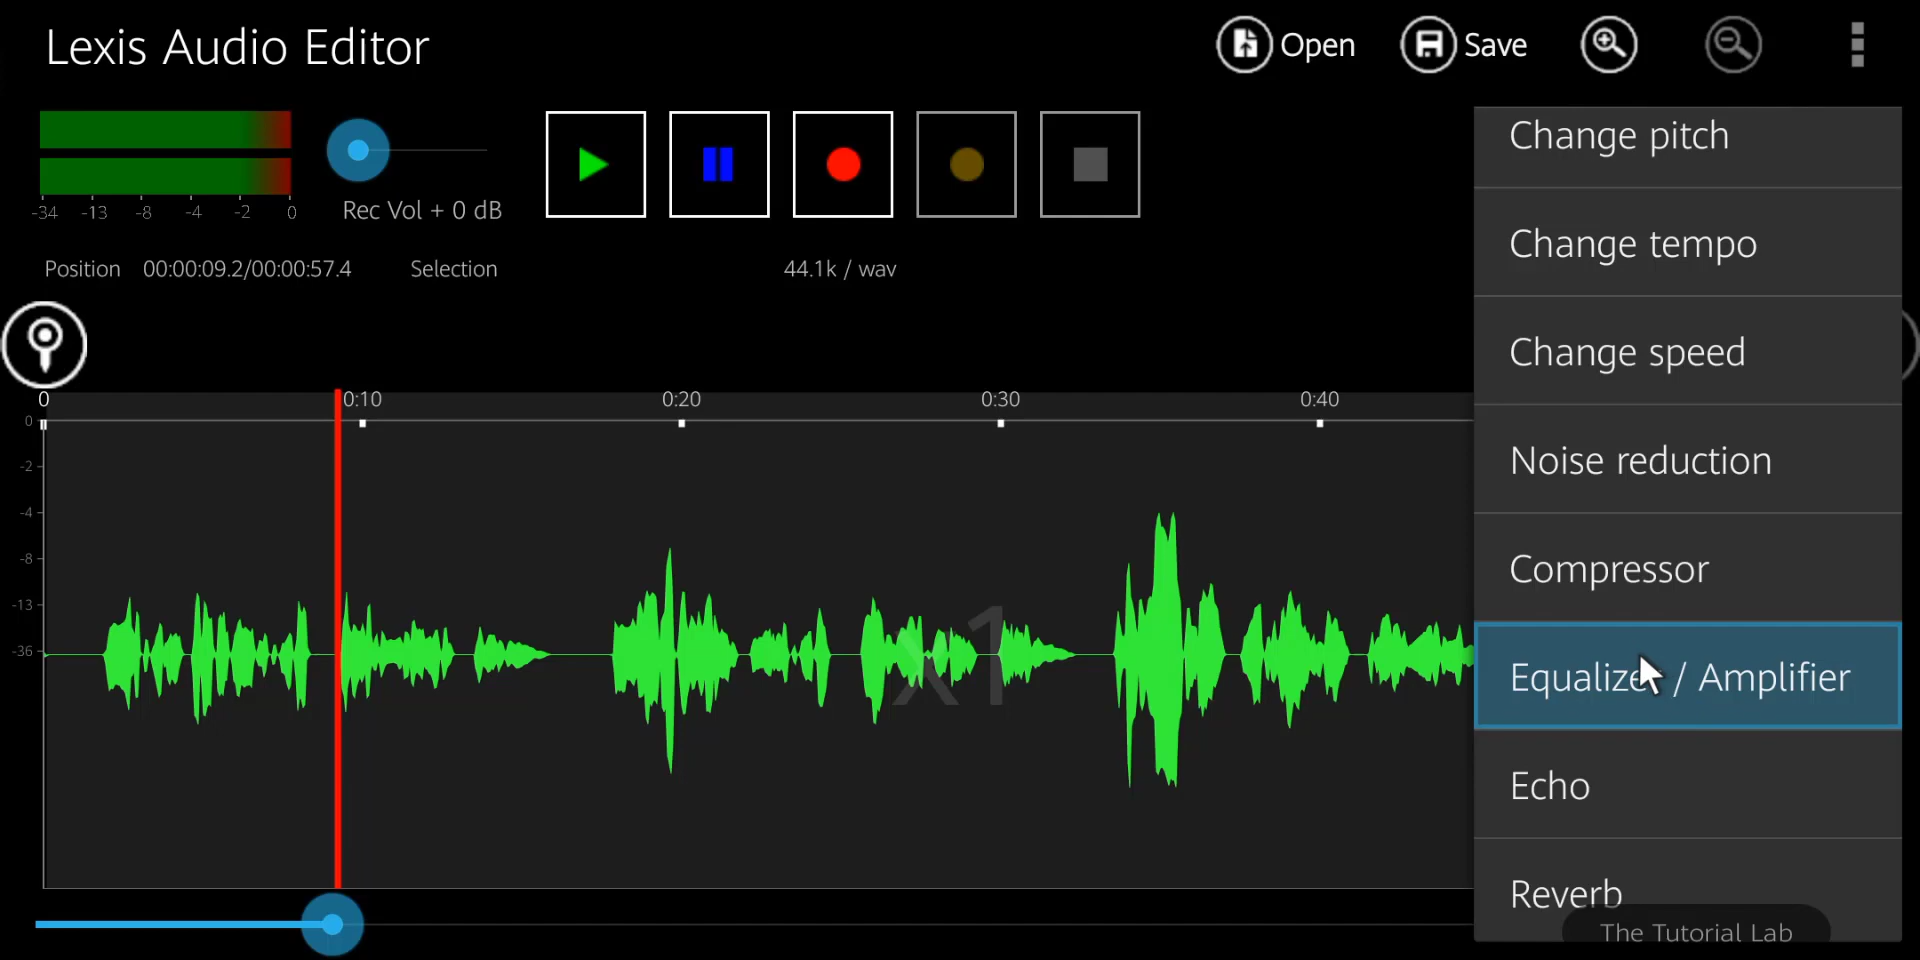 Lexis Audio Editor
Open
Save
-34 -13 -8 -4 -2 0
Rec Vol + 0 dB
Position 00:00:09.2/00:00:57.4 Selection 44.1k / wav
0 0:10 0:20 0:30 0:40
0
-2
-4
-8
-13
-36
x1
Change pitch
Change tempo
Change speed
Noise reduction
Compressor
Equalizer / Amplifier
Echo
Reverb
The Tutorial Lab